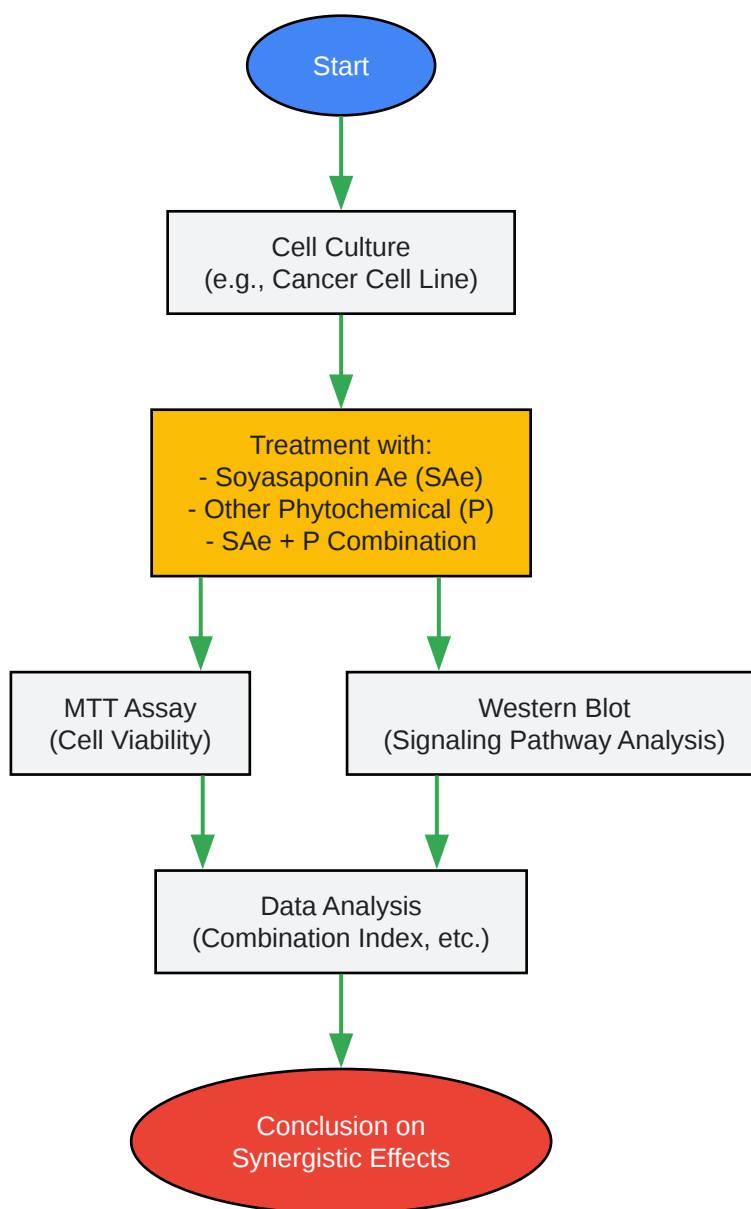 Start
Cell Culture
(e.g., Cancer Cell Line)
Treatment with:
- Soyasaponin Ae (SAe)
- Other Phytochemical (P)
- SAe + P Combination
MTT Assay
(Cell Viability)
Western Blot
(Signaling Pathway Analysis)
Data Analysis
(Combination Index, etc.)
Conclusion on
Synergistic Effects